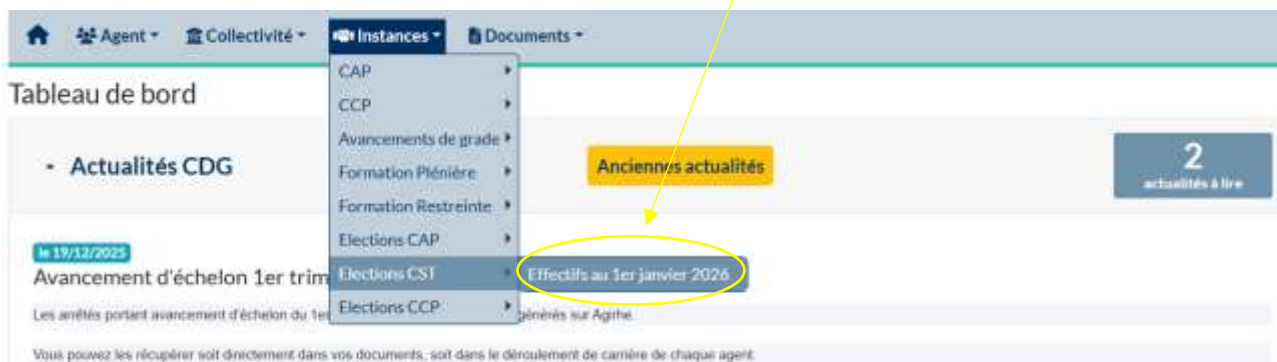 Agent Collectivité Instances Documents
CAP
CCP
Avancements de grade
Formation Plénière
Formation Restreinte
Elections CAP
Elections CST
Effectifs au 1er janvier 2026
Elections CCP
Tableau de bord
- Actualités CDG
Anciennes actualités
2
actualités à lire
le 19/12/2025
Avancement d'échelon 1er trim
Les arrêtés portant avancement d'échelon du 1er générés sur Agirhe.
Vous pouvez les récupérer soit directement dans vos documents, soit dans le déroulement de carrière de chaque agent.